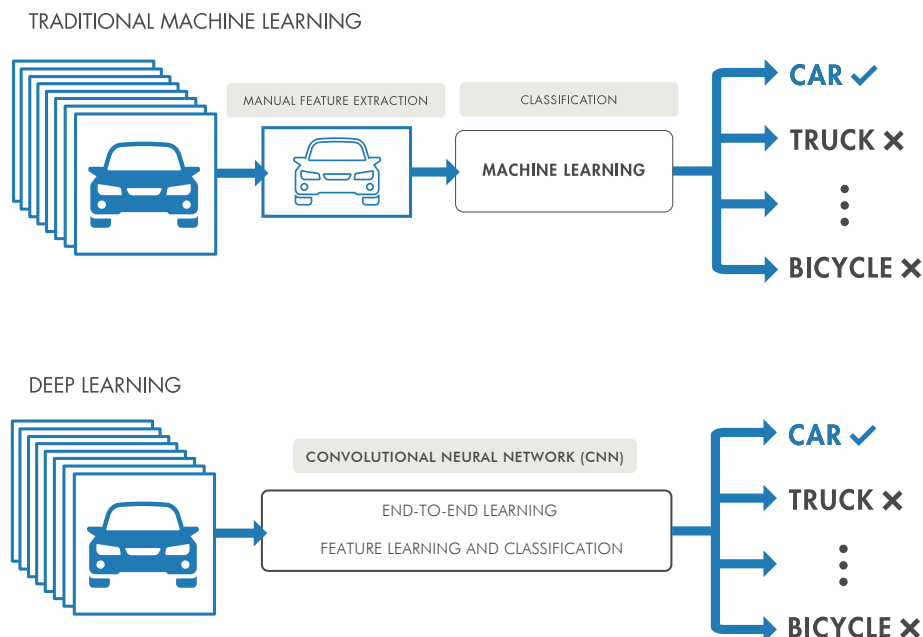 TRADITIONAL MACHINE LEARNING
MANUAL FEATURE EXTRACTION
CLASSIFICATION
MACHINE LEARNING
CAR
TRUCK
BICYCLE
DEEP LEARNING
CONVOLUTIONAL NEURAL NETWORK (CNN)
END-TO-END LEARNING
FEATURE LEARNING AND CLASSIFICATION
CAR
TRUCK
BICYCLE